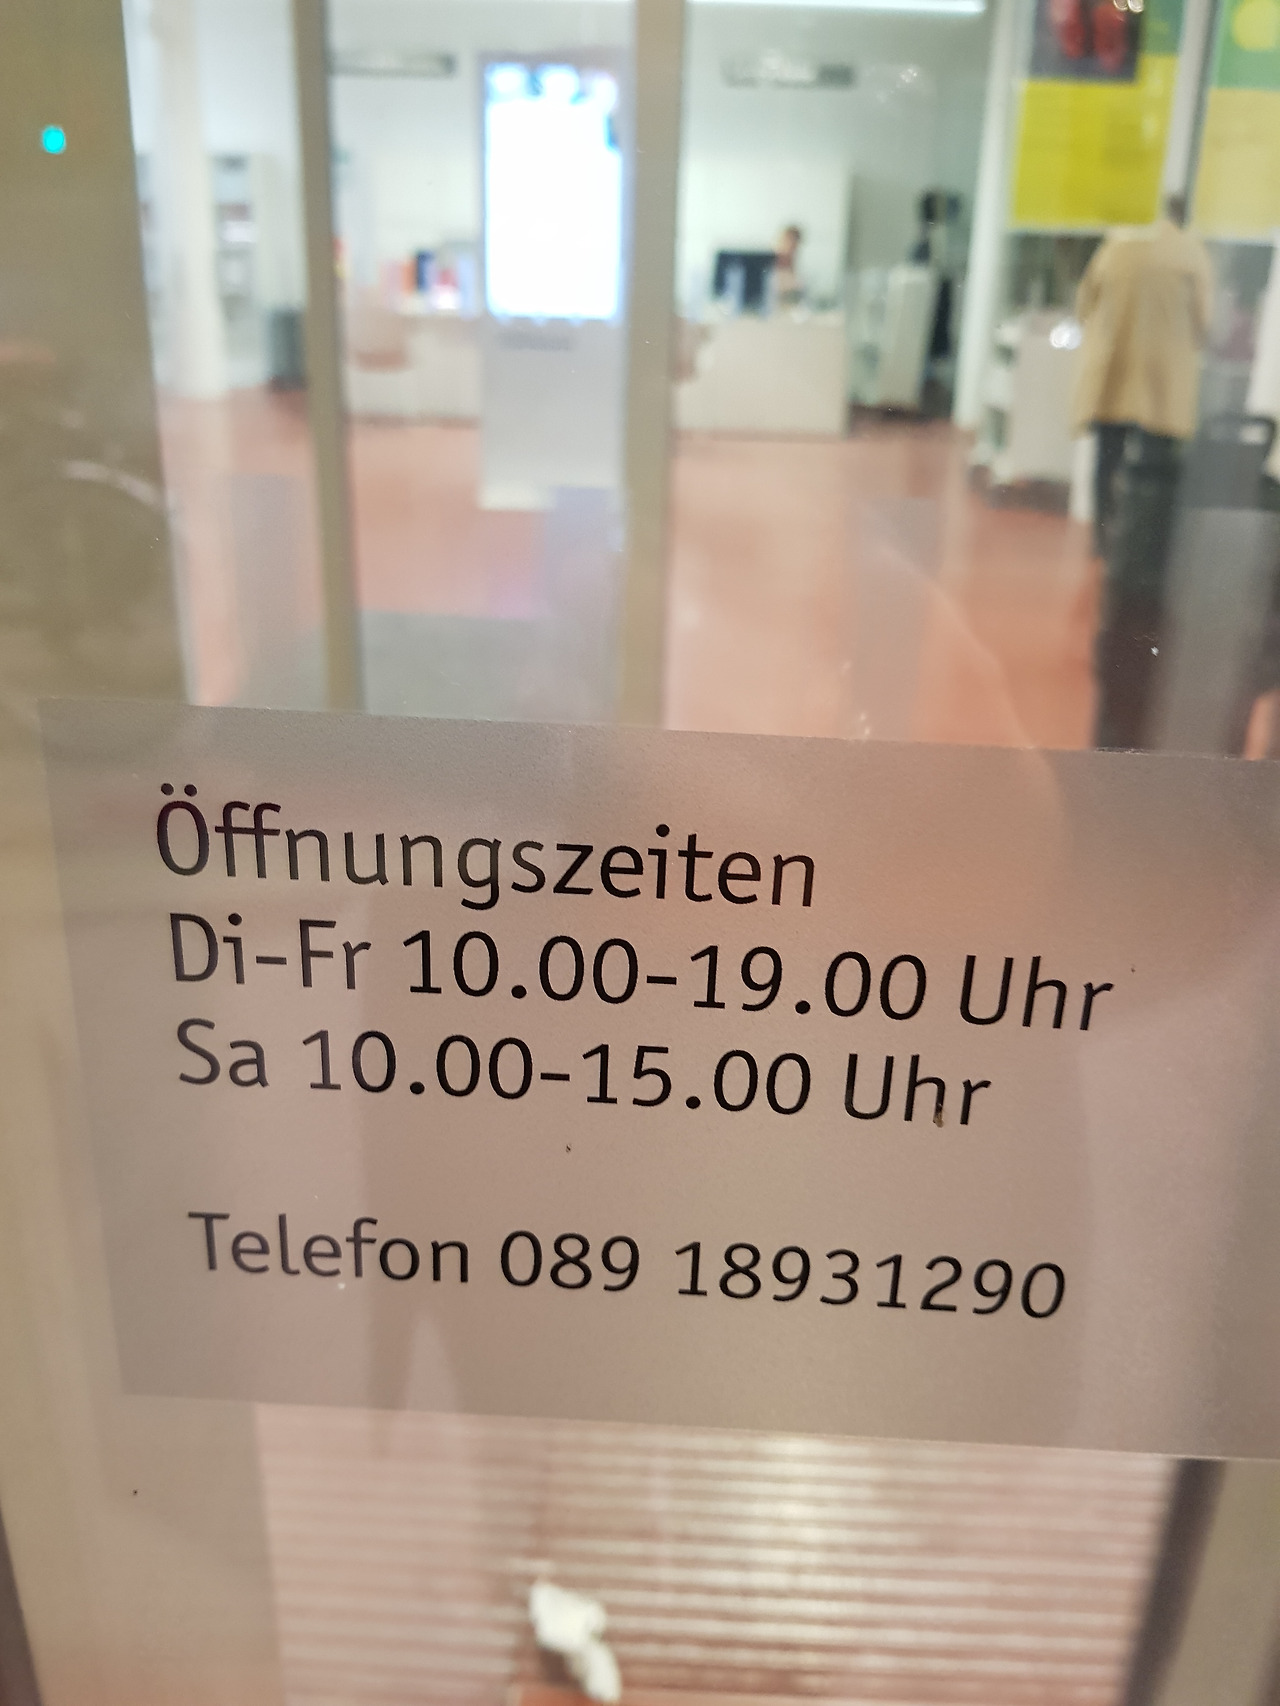 Öffnungszeiten
Di-Fr 10.00-19.00 Uhr
Sa 10.00-15.00 Uhr
Telefon 089 18931290